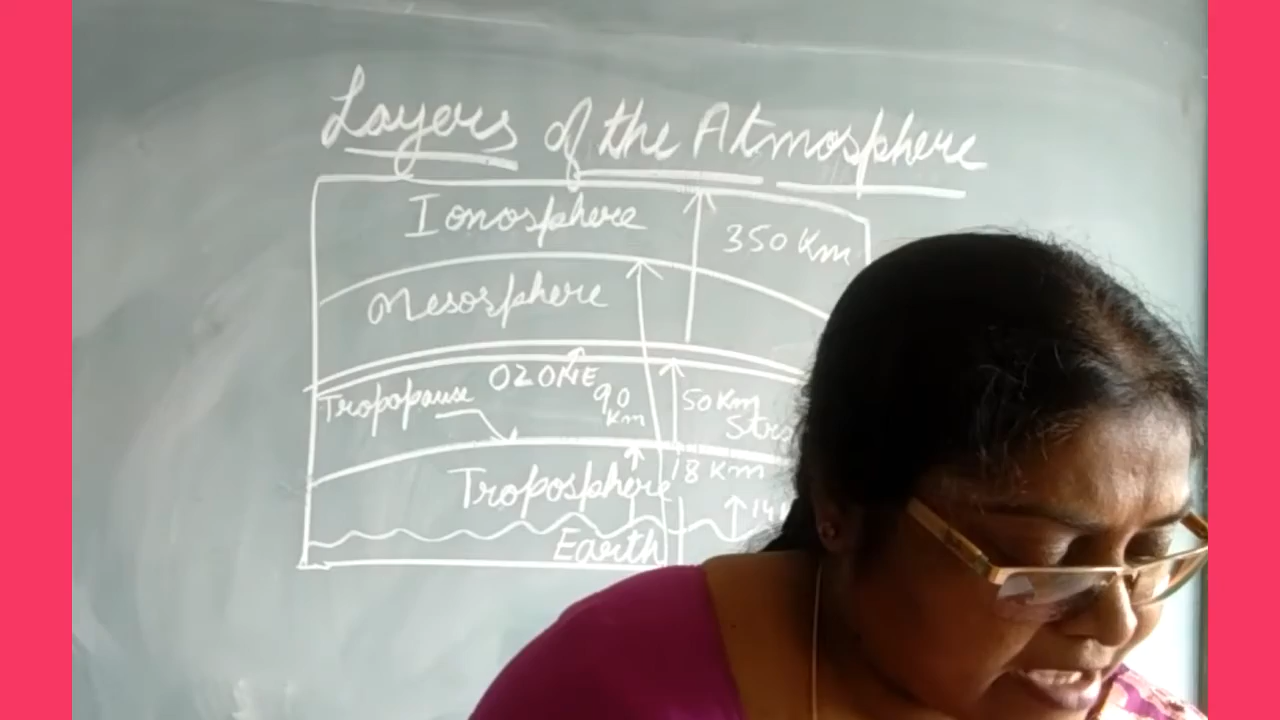 Layers of the Atmosphere
Ionosphere
350 Km
Mesosphere
OZONE
Tropopause
90
Km
50 Km
18 Km
Troposphere
Earth